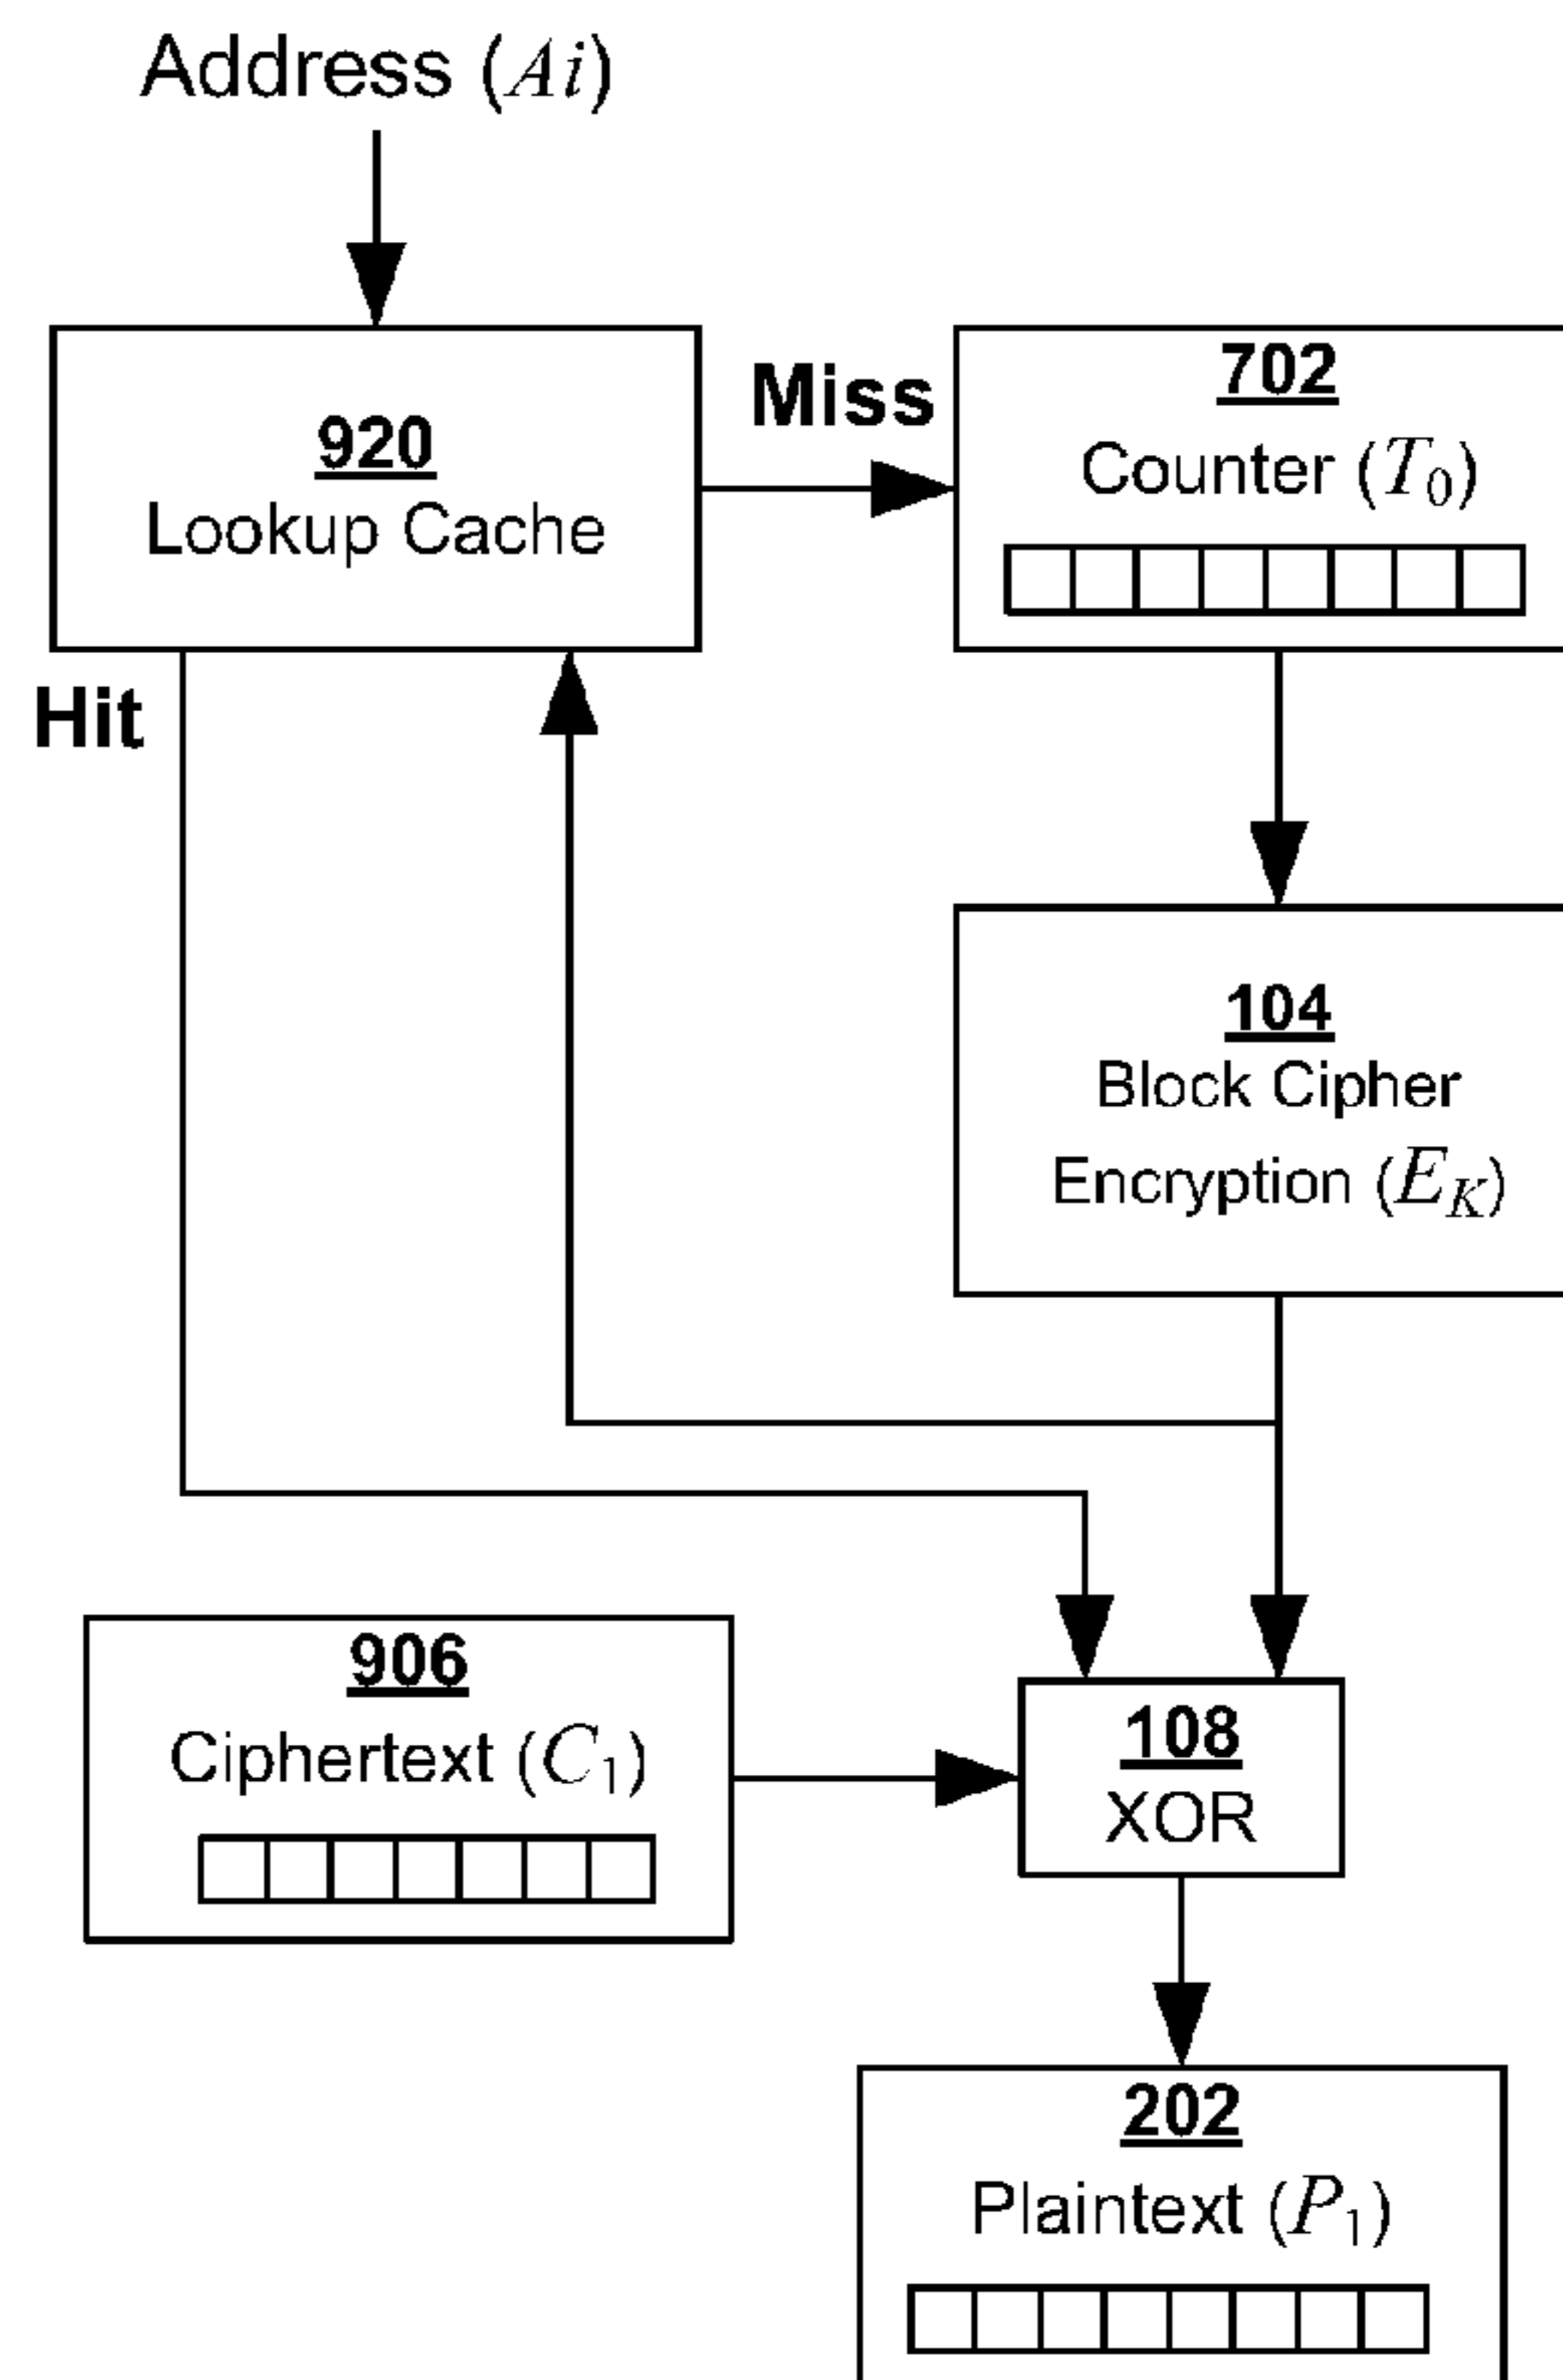 Address (Ai)
920
Lookup Cache
Miss
702
Counter (T0)
Hit
104
Block Cipher
Encryption (EK)
906
Ciphertext (C1)
108
XOR
202
Plaintext (P1)